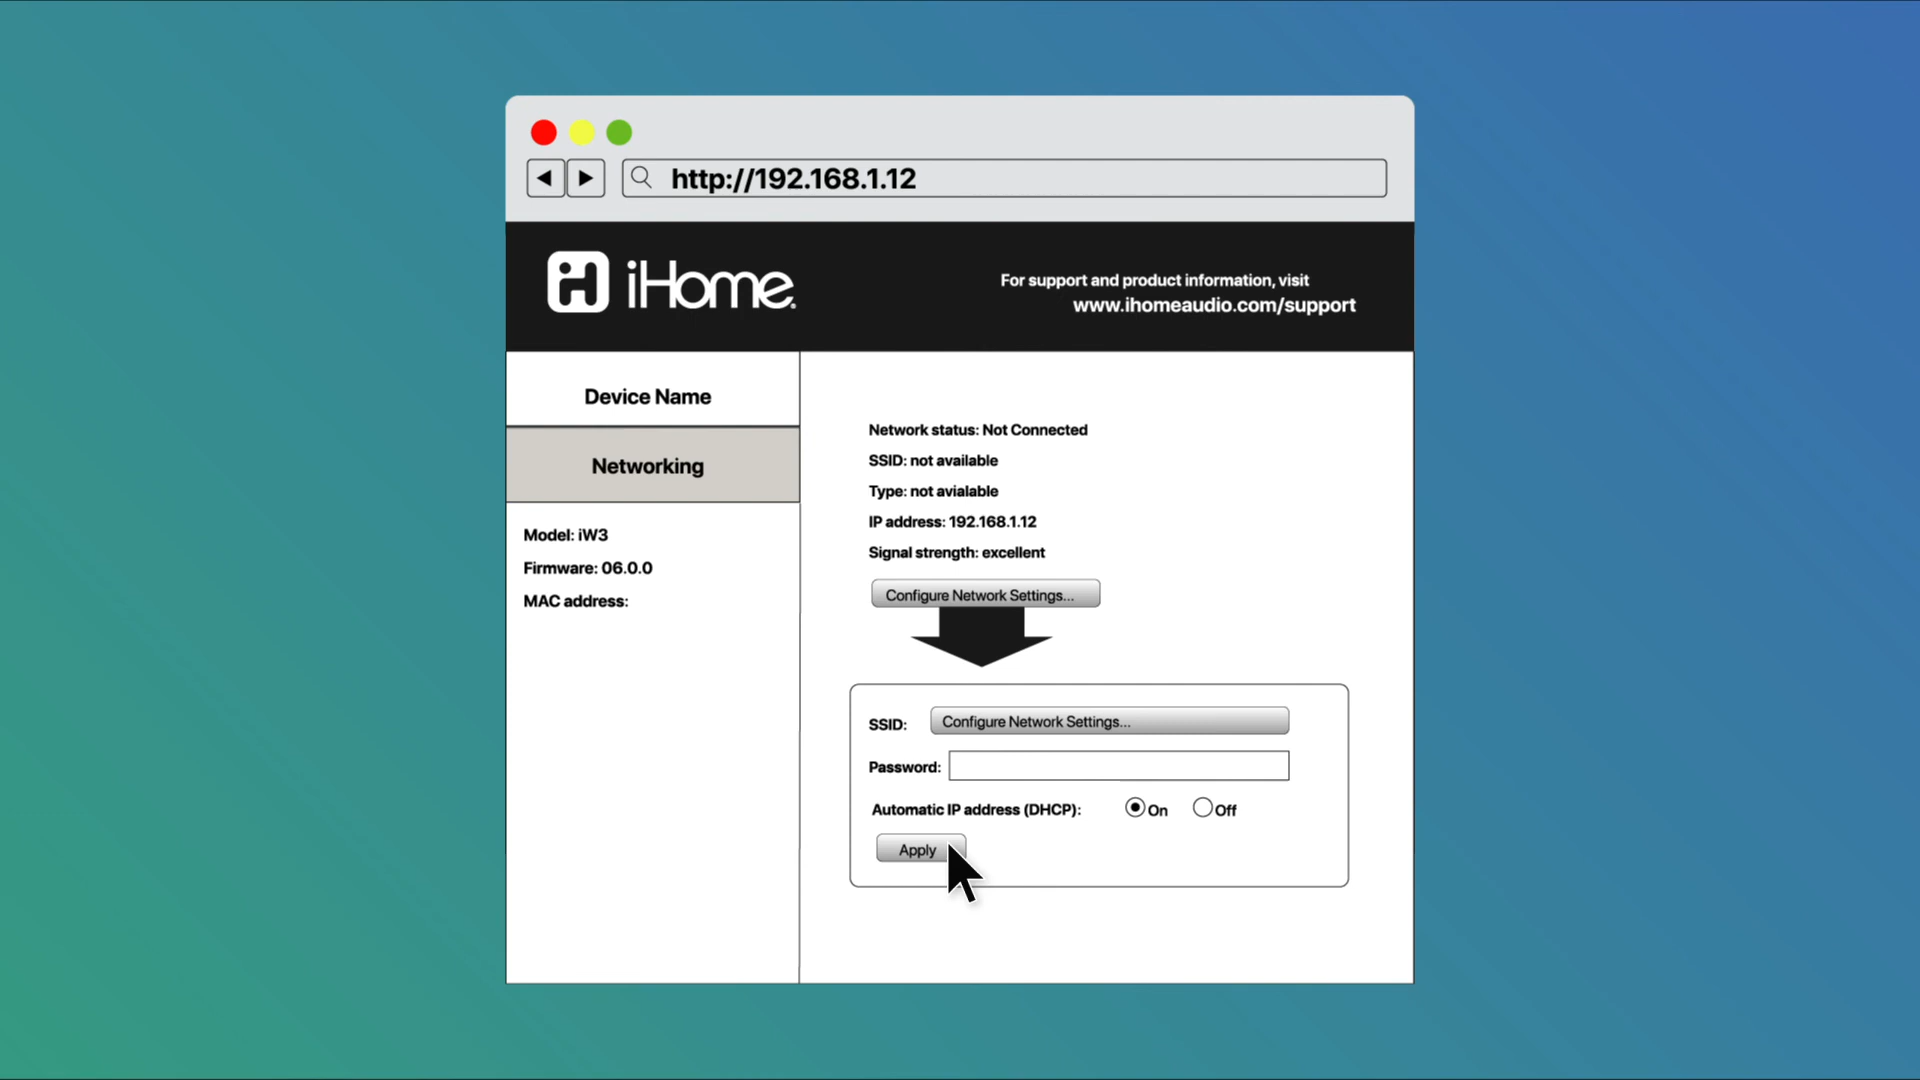 http://192.168.1.12
iHome.
For support and product information, visit
www.ihomeaudio.com/support
Device Name
Networking
Model: iW3
Firmware: 06.0.0
MAC address:
Network status: Not Connected
SSID: not available
Type: not avialable
IP address: 192.168.1.12
Signal strength: excellent
Configure Network Settings...
SSID: Configure Network Settings...
Password:
Automatic IP address (DHCP): On Off
Apply